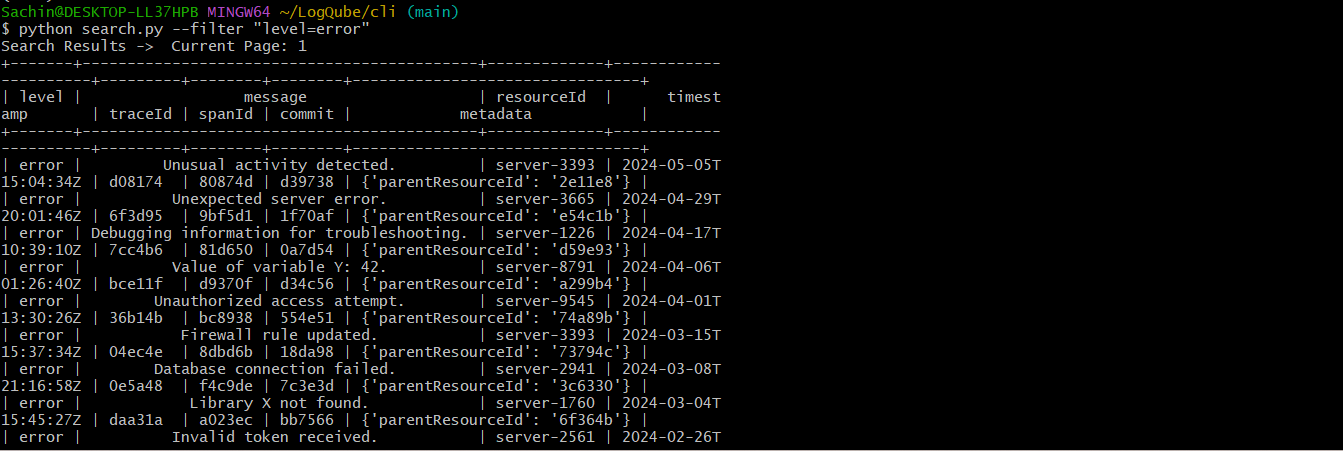 Sachin@DESKTOP-LL37HPB MINGW64 ~/LogQube/cli (main)
$ python search.py --filter "level=error"
Search Results ->  Current Page: 1
+-------+--------------------------------------------+-------------+------------
----------+---------+--------+--------+--------------------------------+
| level |                  message                   | resourceId  |      timest
amp       | traceId | spanId | commit |            metadata            |
+-------+--------------------------------------------+-------------+------------
----------+---------+--------+--------+--------------------------------+
| error |         Unusual activity detected.         | server-3393 | 2024-05-05T
15:04:34Z | d08174  | 80874d | d39738 | {'parentResourceId': '2e11e8'} |
| error |          Unexpected server error.          | server-3665 | 2024-04-29T
20:01:46Z | 6f3d95  | 9bf5d1 | 1f70af | {'parentResourceId': 'e54c1b'} |
| error | Debugging information for troubleshooting. | server-1226 | 2024-04-17T
10:39:10Z | 7cc4b6  | 81d650 | 0a7d54 | {'parentResourceId': 'd59e93'} |
| error |          Value of variable Y: 42.          | server-8791 | 2024-04-06T
01:26:40Z | bce11f  | d9370f | d34c56 | {'parentResourceId': 'a299b4'} |
| error |        Unauthorized access attempt.        | server-9545 | 2024-04-01T
13:30:26Z | 36b14b  | bc8938 | 554e51 | {'parentResourceId': '74a89b'} |
| error |           Firewall rule updated.           | server-3393 | 2024-03-15T
15:37:34Z | 04ec4e  | 8dbd6b | 18da98 | {'parentResourceId': '73794c'} |
| error |        Database connection failed.         | server-2941 | 2024-03-08T
21:16:58Z | 0e5a48  | f4c9de | 7c3e3d | {'parentResourceId': '3c6330'} |
| error |            Library X not found.            | server-1760 | 2024-03-04T
15:45:27Z | daa31a  | a023ec | bb7566 | {'parentResourceId': '6f364b'} |
| error |          Invalid token received.           | server-2561 | 2024-02-26T